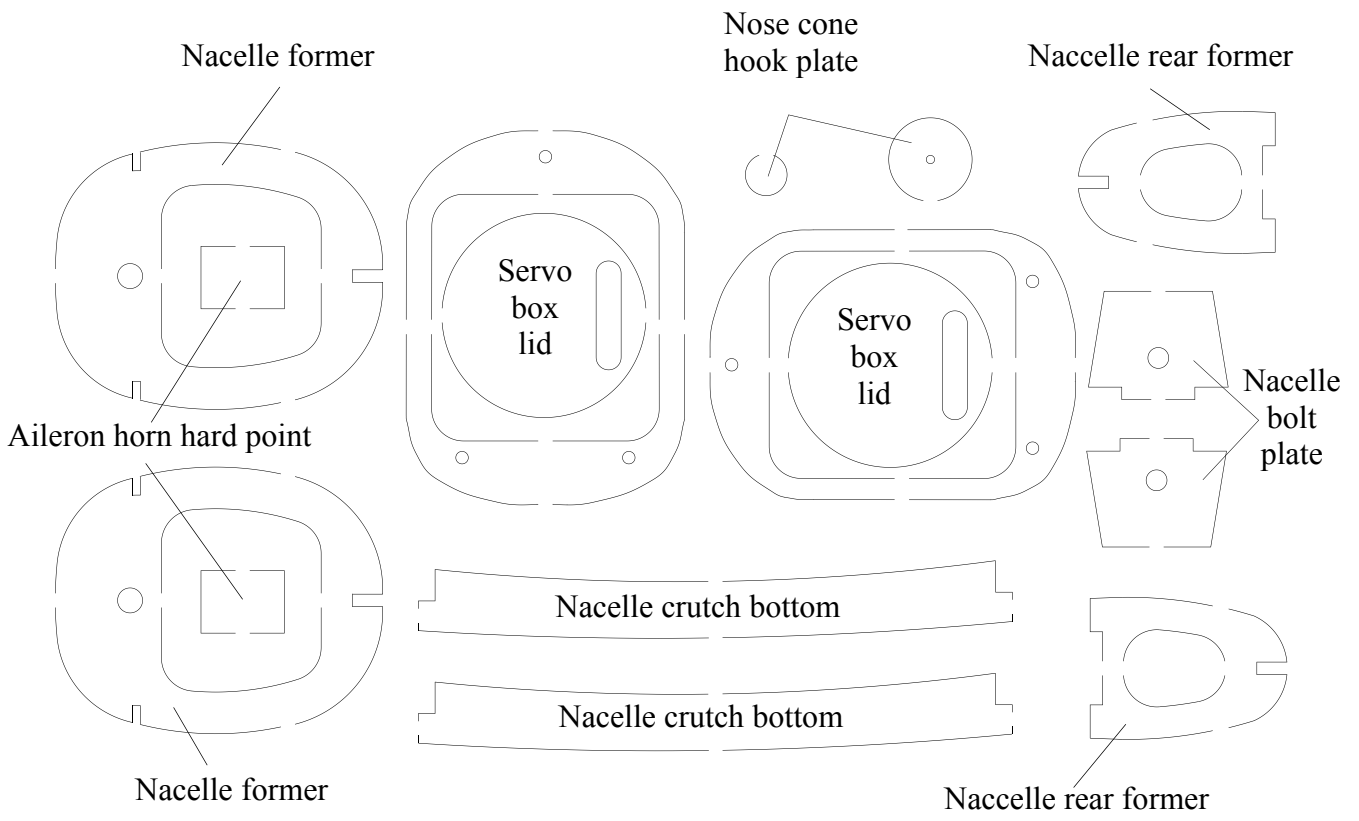 Nose cone
hook plate
Nacelle former
Naccelle rear former
Servo
box
lid
Servo
box
lid
Nacelle
bolt
plate
Aileron horn hard point
Nacelle crutch bottom
Nacelle crutch bottom
Nacelle former
Naccelle rear former